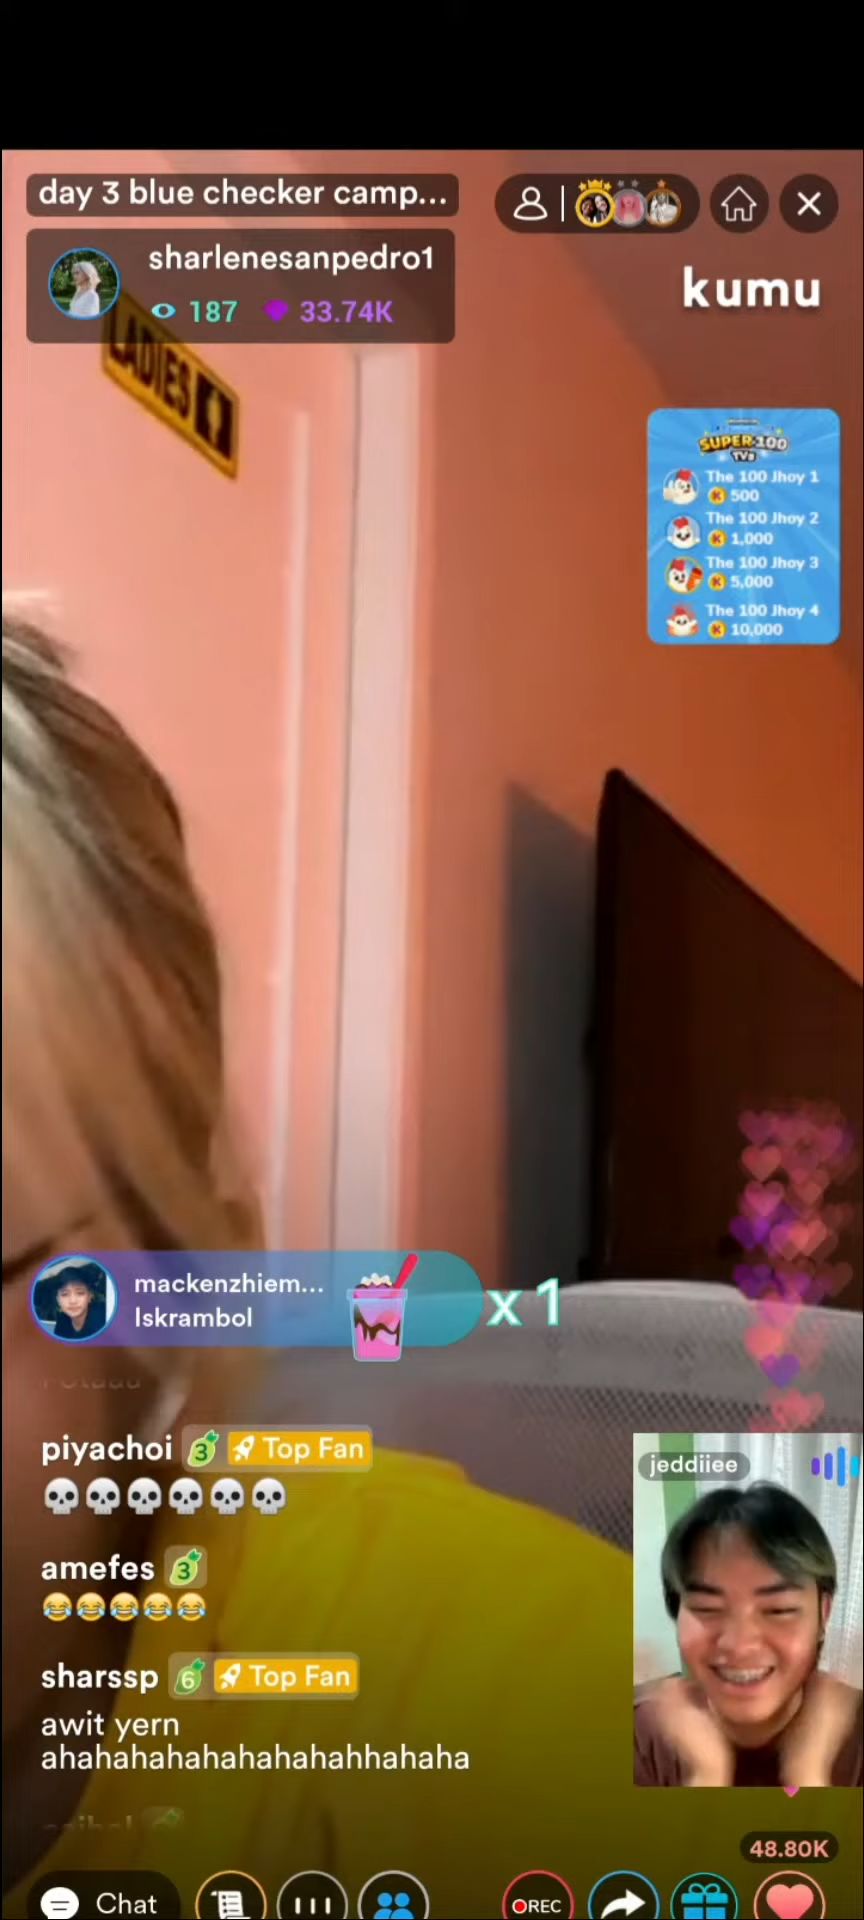 day 3 blue checker camp...
sharlenesanpedro1
187 33.74K
kumu
LADIES
SUPER 100
TVs
The 100 Jhoy 1
500
The 100 Jhoy 2
1,000
The 100 Jhoy 3
5,000
The 100 Jhoy 4
10,000
mackenzhiem...
Iskrambol
x 1
piyachoi 3 Top Fan
💀💀💀💀💀💀
amefes 3
😂😂😂😂😂
sharssp 6 Top Fan
awit yern
ahahahahahahahahahhahaha
jeddiiee
48.80K
Chat
REC